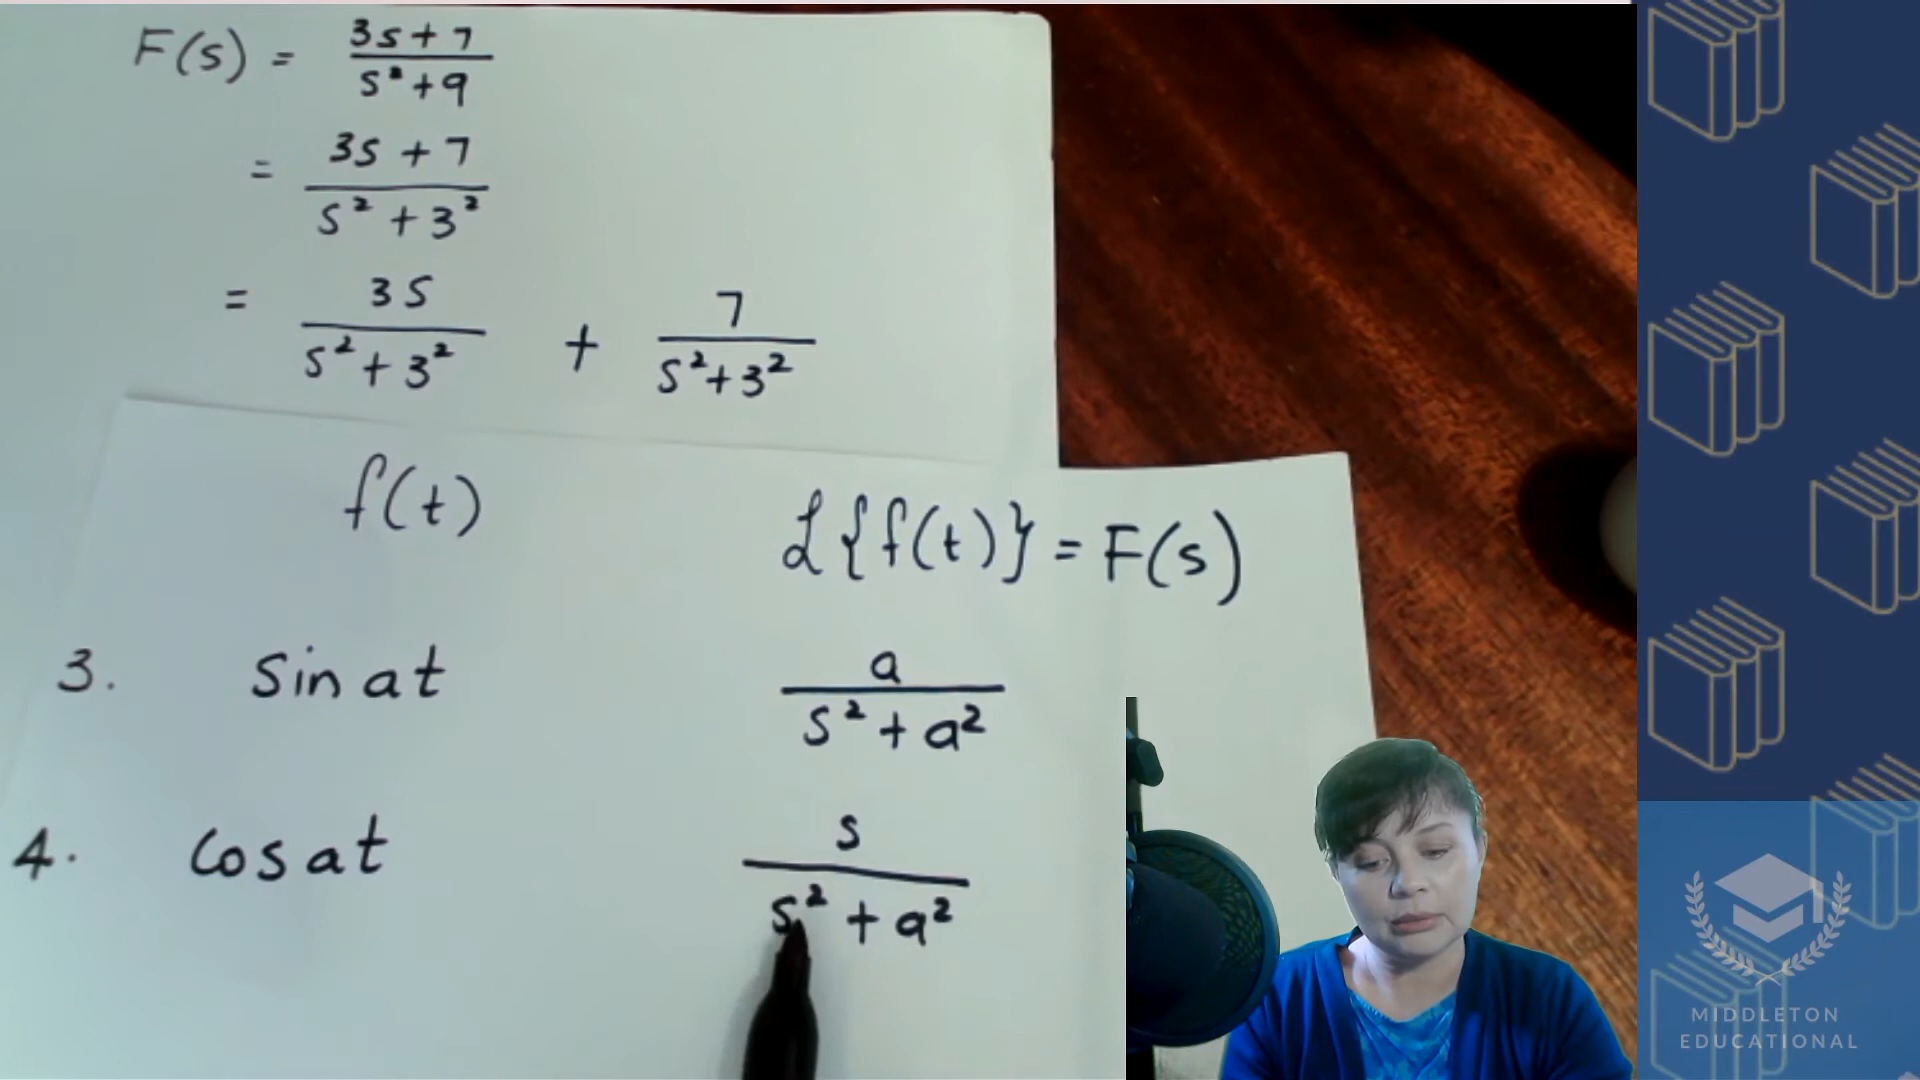 F(s) = 3s + 7 / s² + 9
= 3s + 7 / s² + 3²
= 3s / s² + 3² + 7 / s² + 3²
f(t) ℒ{f(t)} = F(s)
3. sin at a / s² + a²
4. cos at s / s² + a²
MIDDLETON
EDUCATIONAL